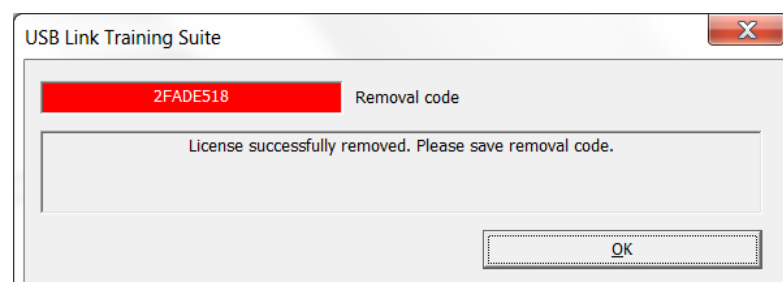 USB Link Training Suite
2FADE518 Removal code
License successfully removed. Please save removal code.
OK